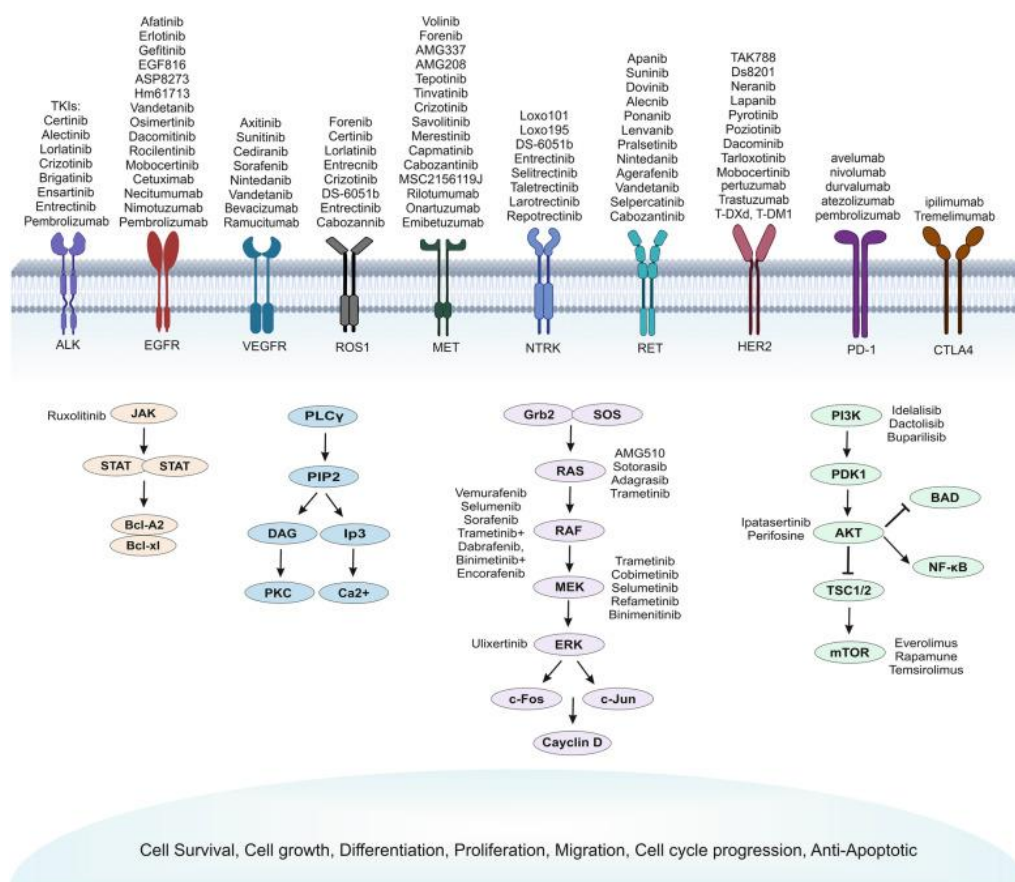 TKIs:
Certinib
Alectinib
Lorlatinib
Crizotinib
Brigatinib
Ensartinib
Entrectinib
Pembrolizumab
ALK
Afatinib
Erlotinib
Gefitinib
EGF816
ASP8273
Hm61713
Vandetanib
Osimertinib
Dacomitinib
Rocilentinib
Mobocertinib
Cetuximab
Necitumumab
Nimotuzumab
Pembrolizumab
EGFR
Axitinib
Sunitinib
Cediranib
Sorafenib
Nintedanib
Vandetanib
Bevacizumab
Ramucitumab
VEGFR
Forenib
Certinib
Lorlatinib
Entrecnib
Crizotinib
DS-6051b
Entrectinib
Cabozannib
ROS1
Volinib
Forenib
AMG337
AMG208
Tepotinib
Tinvatinib
Crizotinib
Savolitinib
Merestinib
Capmatinib
Cabozantinib
MSC2156119J
Rilotumumab
Onartuzumab
Emibetuzumab
MET
Loxo101
Loxo195
DS-6051b
Entrectinib
Selitrectinib
Taletrectinib
Larotrectinib
Repotrectinib
NTRK
Apanib
Suninib
Dovinib
Alecnib
Ponanib
Lenvanib
Pralsetinib
Nintedanib
Agerafenib
Vandetanib
Selpercatinib
Cabozantinib
RET
TAK788
Ds8201
Neranib
Lapanib
Pyrotinib
Poziotinib
Dacominib
Tarloxotinib
Mobocertinib
pertuzumab
Trastuzumab
T-DXd, T-DM1
HER2
avelumab
nivolumab
durvalumab
atezolizumab
pembrolizumab
PD-1
ipilimumab
Tremelimumab
CTLA4
Ruxolitinib
JAK
STAT STAT
Bcl-A2
Bcl-xl
PLCγ
PIP2
DAG Ip3
PKC Ca2+
Grb2 SOS
RAS
AMG510
Sotorasib
Adagrasib
Trametinib
Vemurafenib
Selumenib
Sorafenib
Trametinib+
Dabrafenib,
Binimetinib+
Encorafenib
RAF
MEK
Trametinib
Cobimetinib
Selumetinib
Refametinib
Binimenitinib
Ulixertinib
ERK
c-Fos c-Jun
Cayclin D
PI3K
Idelalisib
Dactolisib
Buparilisib
PDK1
Ipatasertinib
Perifosine
AKT
BAD
NF-κB
TSC1/2
mTOR
Everolimus
Rapamune
Temsirolimus
Cell Survival, Cell growth, Differentiation, Proliferation, Migration, Cell cycle progression, Anti-Apoptotic